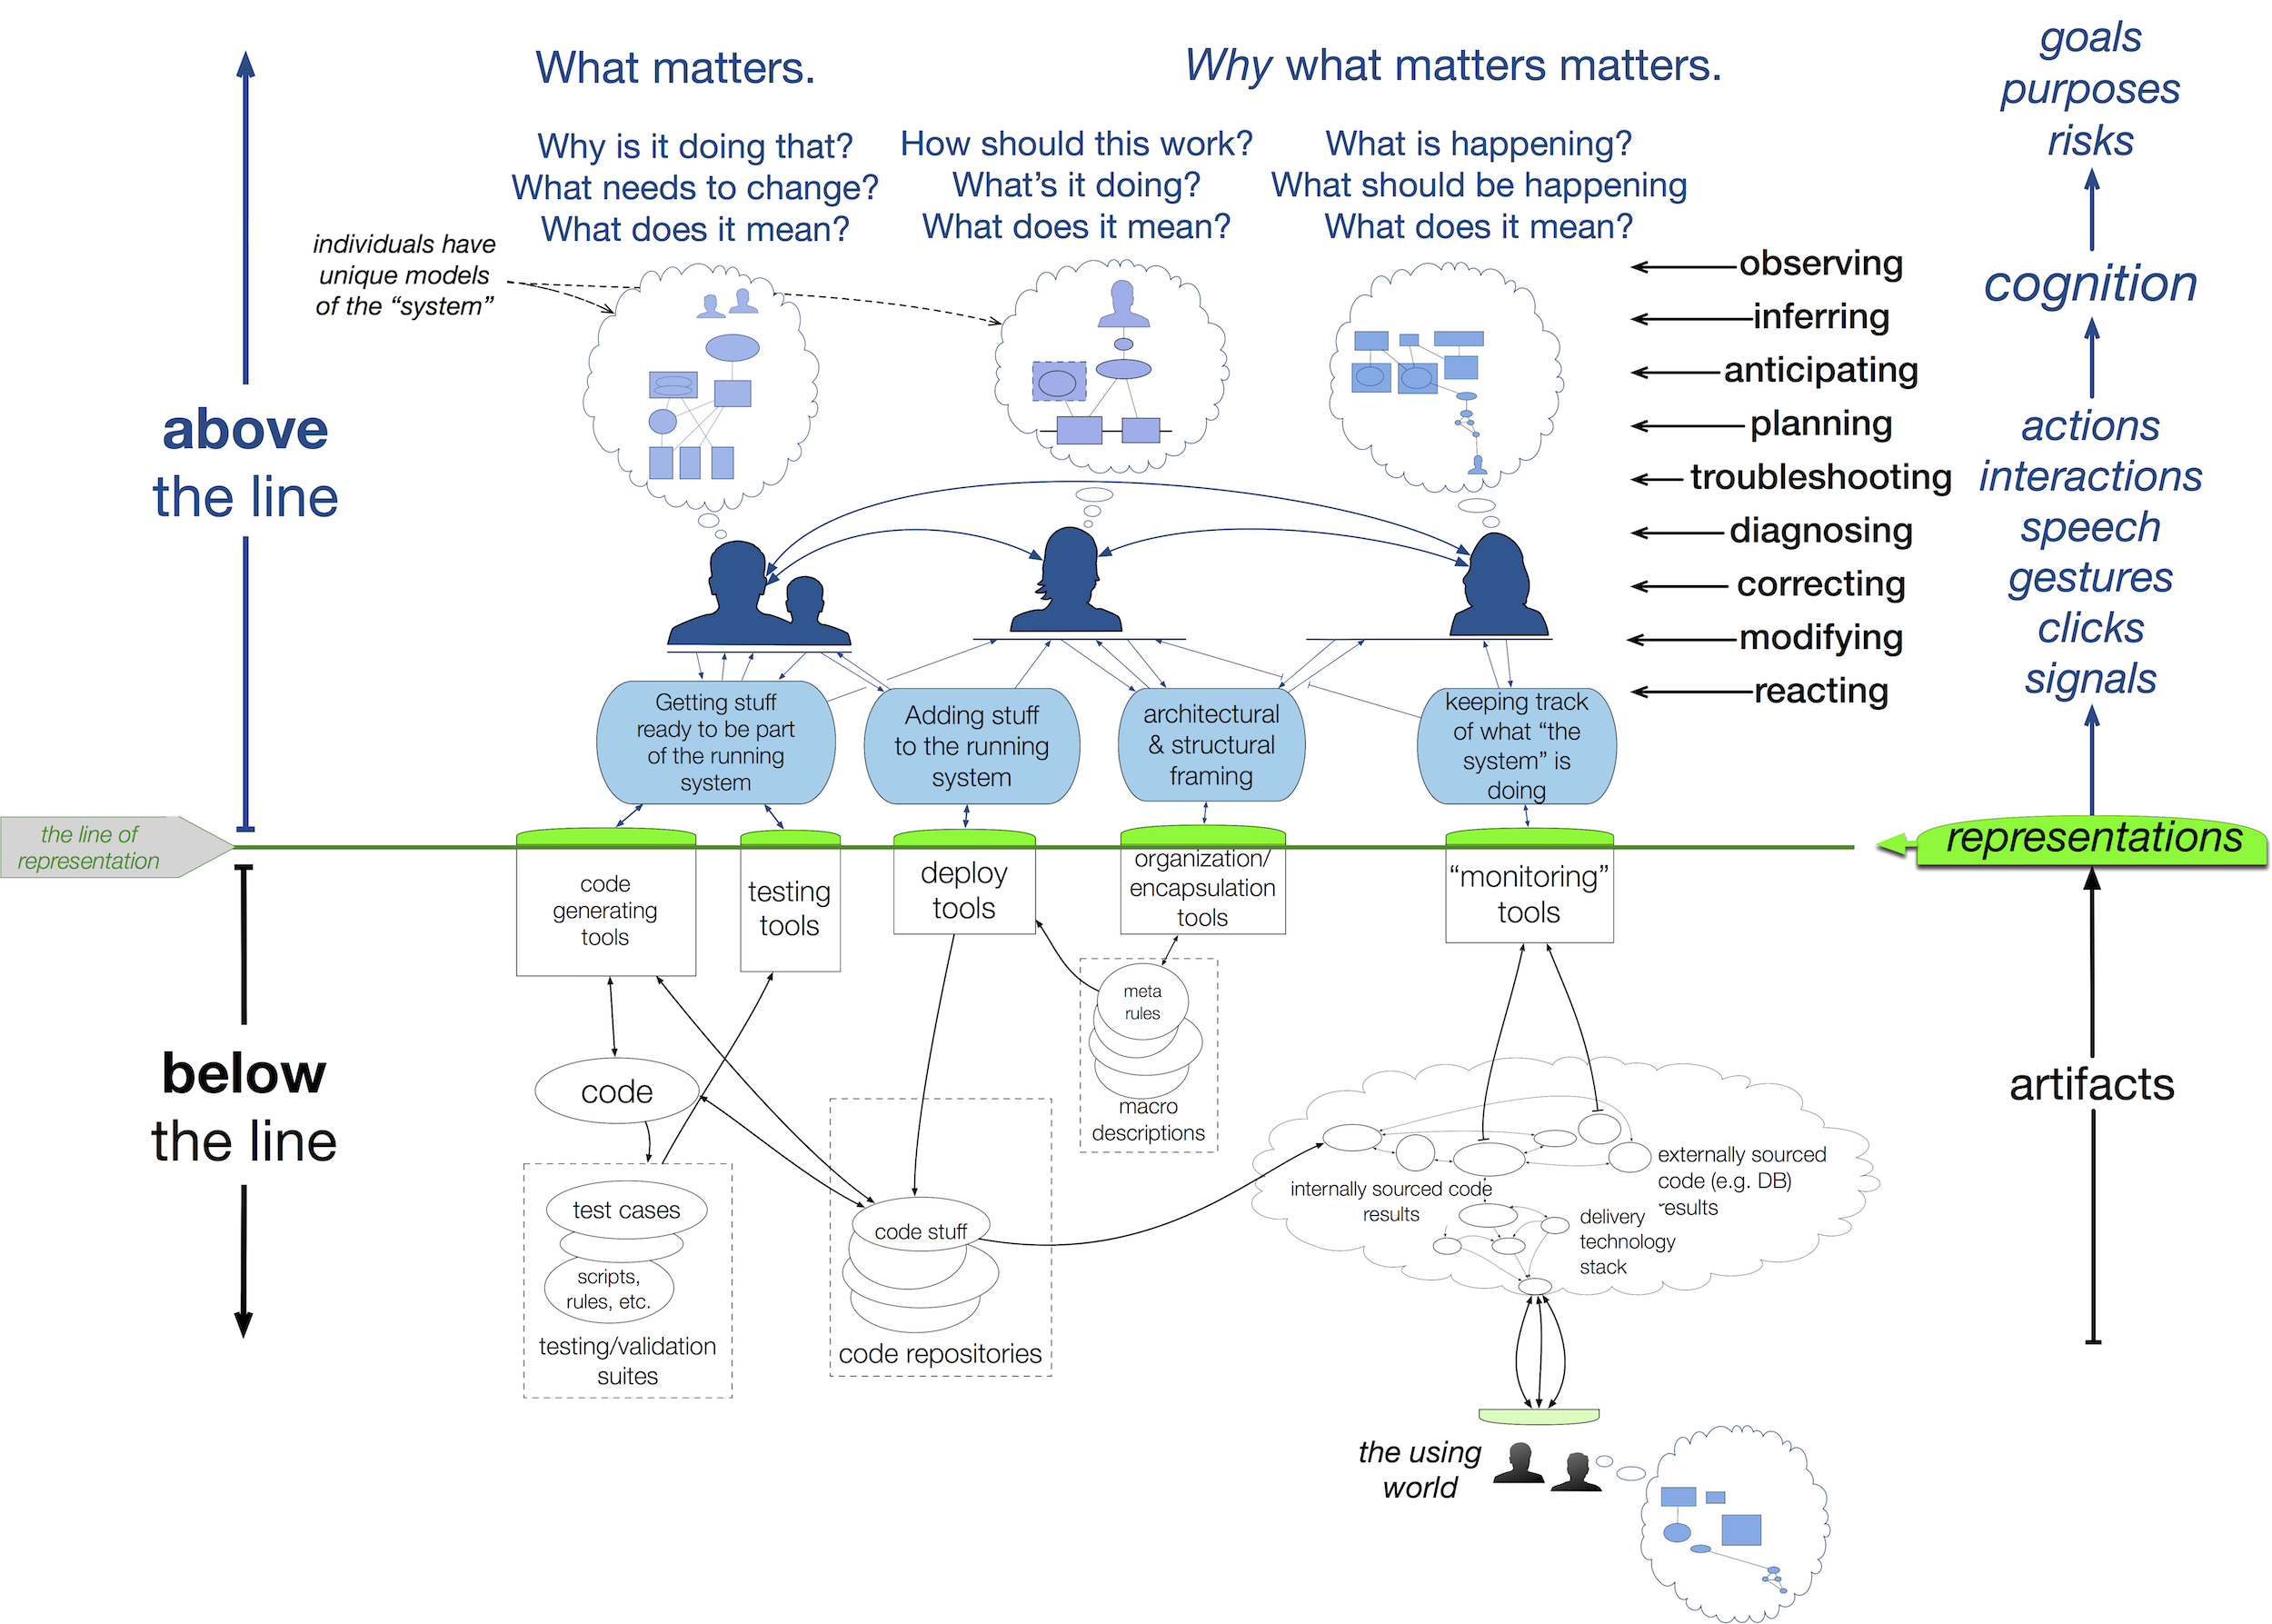 What matters.
Why what matters matters.
goals
purposes
risks
Why is it doing that?
What needs to change?
What does it mean?
How should this work?
What's it doing?
What does it mean?
What is happening?
What should be happening
What does it mean?
individuals have
unique models
of the “system”
observing
inferring
anticipating
planning
troubleshooting
diagnosing
correcting
modifying
reacting
cognition
actions
interactions
speech
gestures
clicks
signals
above
the line
Getting stuff
ready to be part
of the running
system
Adding stuff
to the running
system
architectural
& structural
framing
keeping track
of what “the
system” is
doing
the line of
representation
representations
code
generating
tools
testing
tools
deploy
tools
organization/
encapsulation
tools
“monitoring”
tools
below
the line
artifacts
meta
rules
macro
descriptions
code
test cases
scripts,
rules, etc.
testing/validation
suites
code stuff
code repositories
internally sourced code
results
externally sourced
code (e.g. DB)
results
delivery
technology
stack
the using
world